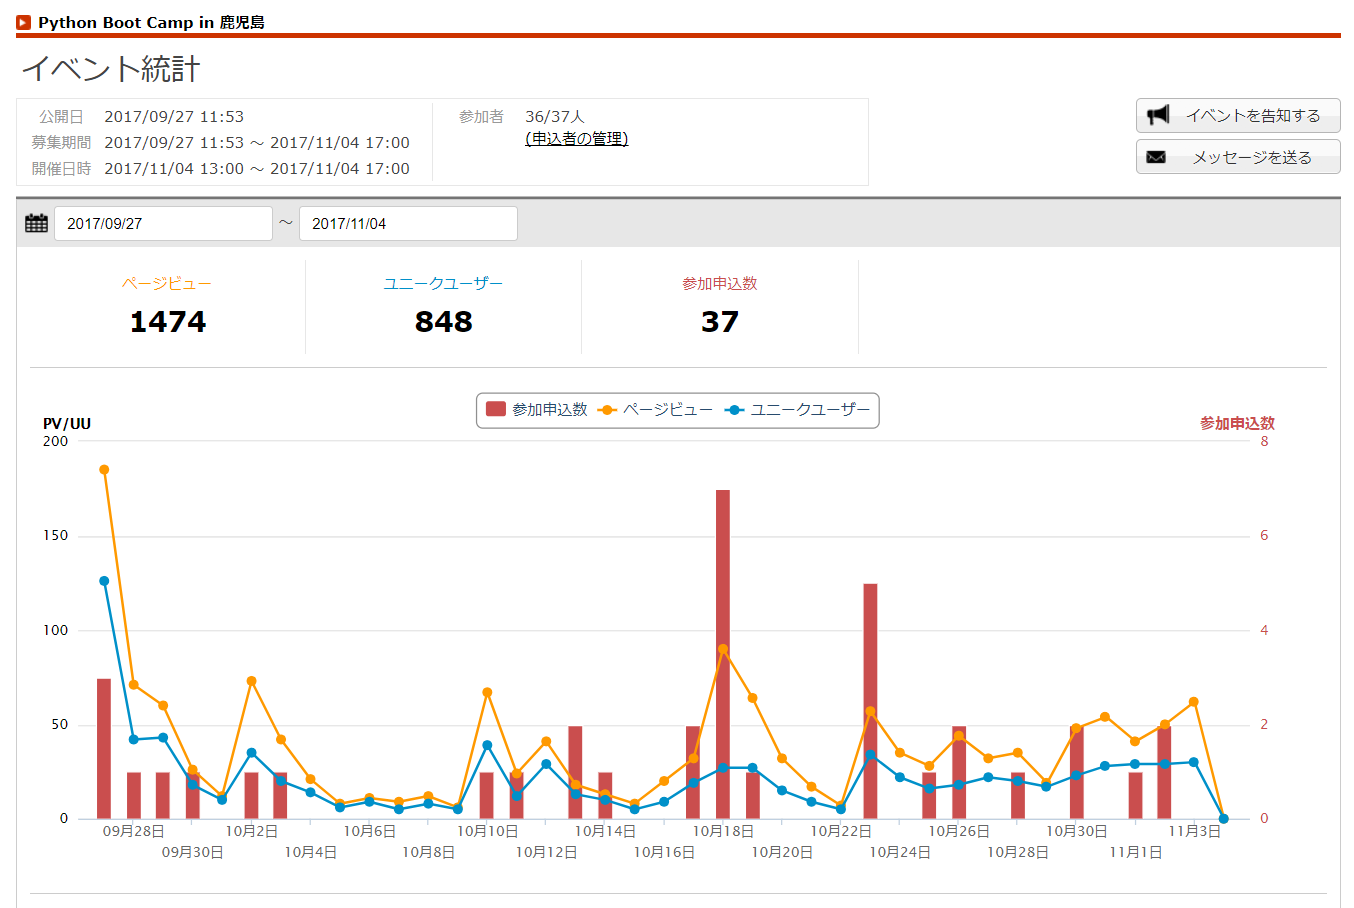 Python Boot Camp in 鹿児島
イベント統計
公開日 2017/09/27 11:53
募集期間 2017/09/27 11:53 ～ 2017/11/04 17:00
開催日時 2017/11/04 13:00 ～ 2017/11/04 17:00
参加者 36/37人
(申込者の管理)
イベントを告知する
メッセージを送る
2017/09/27 ～ 2017/11/04
ページビュー ユニークユーザー 参加申込数
1474 848 37
参加申込数 ページビュー ユニークユーザー
PV/UU 参加申込数
200 8
150 6
100 4
50 2
0 0
09月28日 10月2日 10月6日 10月10日 10月14日 10月18日 10月22日 10月26日 10月30日 11月3日
09月30日 10月4日 10月8日 10月12日 10月16日 10月20日 10月24日 10月28日 11月1日